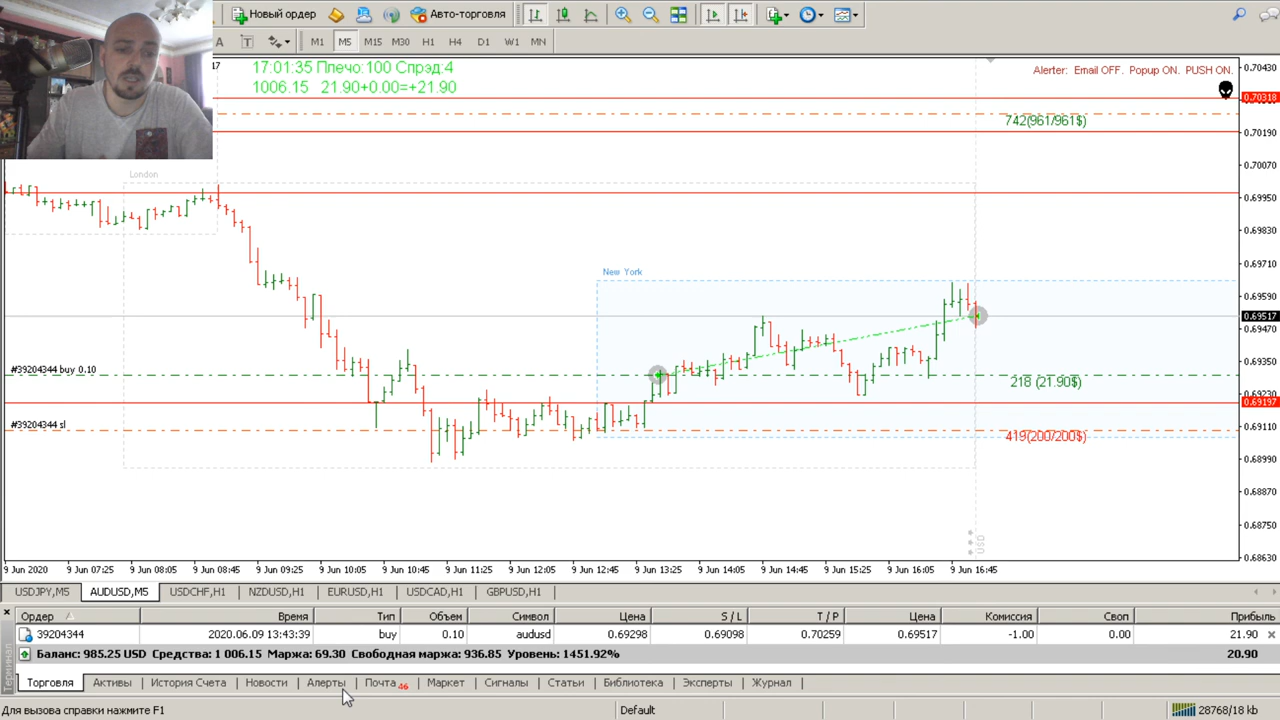 Новый ордер Авто-торговля
A T M1 M5 M15 M30 H1 H4 D1 W1 MN
17
17:01:35 Плечо:100 Спрэд:4
1006.15 21.90+0.00=+21.90
Alerter: Email OFF. Popup ON. PUSH ON.
0.70430
0.70318
742(961/961$)
0.70190
London
0.70070
0.69950
0.69830
New York
0.69710
0.69590
0.69517
0.69470
#39204344 buy 0.10
0.69350
218 (21.90$)
0.69197
#39204344 sl
0.69110
419(200/200$)
0.68990
0.68870
USD
0.68750
0.68630
9 Jun 2020 9 Jun 07:25 9 Jun 08:05 9 Jun 08:45 9 Jun 09:25 9 Jun 10:05 9 Jun 10:45 9 Jun 11:25 9 Jun 12:05 9 Jun 12:45 9 Jun 13:25 9 Jun 14:05 9 Jun 14:45 9 Jun 15:25 9 Jun 16:05 9 Jun 16:45
USDJPY,M5 AUDUSD,M5 USDCHF,H1 NZDUSD,H1 EURUSD,H1 USDCAD,H1 GBPUSD,H1
Ордер Время Тип Объем Символ Цена S / L T / P Цена Комиссия Своп Прибыль
39204344 2020.06.09 13:43:39 buy 0.10 audusd 0.69298 0.69098 0.70259 0.69517 -1.00 0.00 21.90
Баланс: 985.25 USD Средства: 1 006.15 Маржа: 69.30 Свободная маржа: 936.85 Уровень: 1451.92% 20.90
Терминал
Торговля Активы История Счета Новости Алерты Почта 46 Маркет Сигналы Статьи Библиотека Эксперты Журнал
Для вызова справки нажмите F1 Default 28768/18 kb